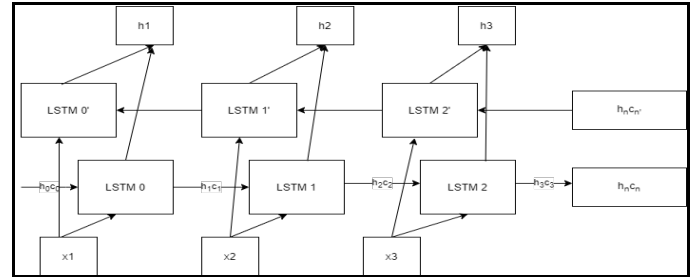 h1
h2
h3
LSTM 0'
LSTM 1'
LSTM 2'
hₙcₙ'
h₀c₀
LSTM 0
h₁c₁
LSTM 1
h₂c₂
LSTM 2
h₃c₃
hₙcₙ
x1
x2
x3